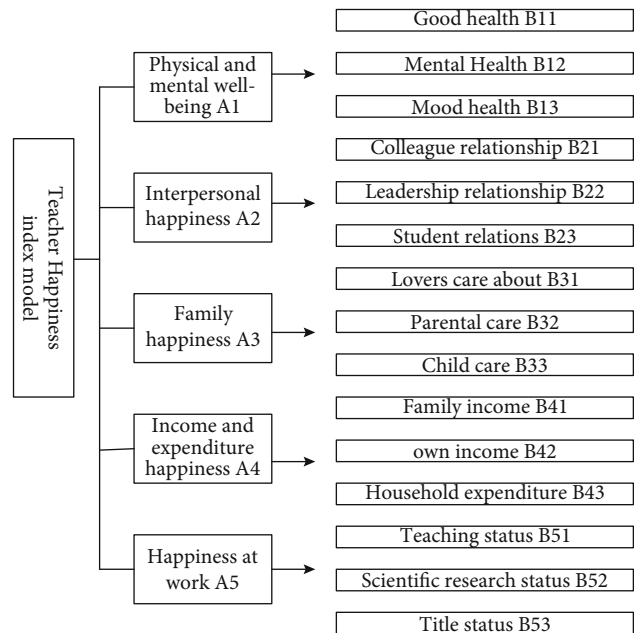 Teacher Happiness
index model
Physical and
mental well-
being A1
Interpersonal
happiness A2
Family
happiness A3
Income and
expenditure
happiness A4
Happiness at
work A5
Good health B11
Mental Health B12
Mood health B13
Colleague relationship B21
Leadership relationship B22
Student relations B23
Lovers care about B31
Parental care B32
Child care B33
Family income B41
own income B42
Household expenditure B43
Teaching status B51
Scientific research status B52
Title status B53